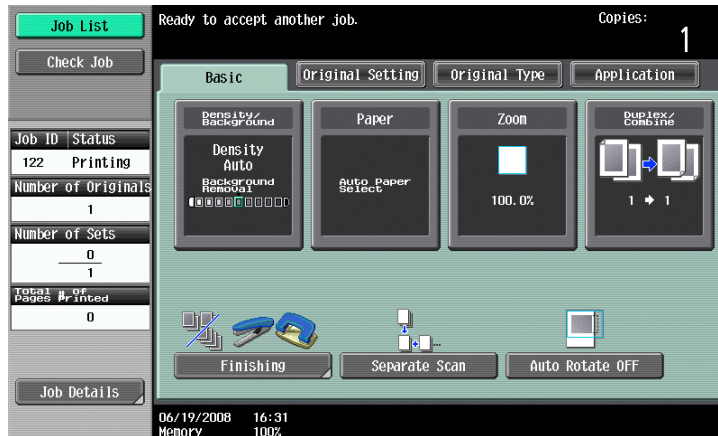 Job List
Check Job
Job ID Status
122 Printing
Number of Originals
1
Number of Sets
0
1
Total # of
Pages Printed
0
Job Details
Ready to accept another job.
Copies:
1
Basic
Original Setting
Original Type
Application
Density/
Background
Density
Auto
Background
Removal
Paper
Auto Paper
Select
Zoom
100.0%
Duplex/
Combine
1 → 1
Finishing
Separate Scan
Auto Rotate OFF
06/19/2008 16:31
Memory 100%